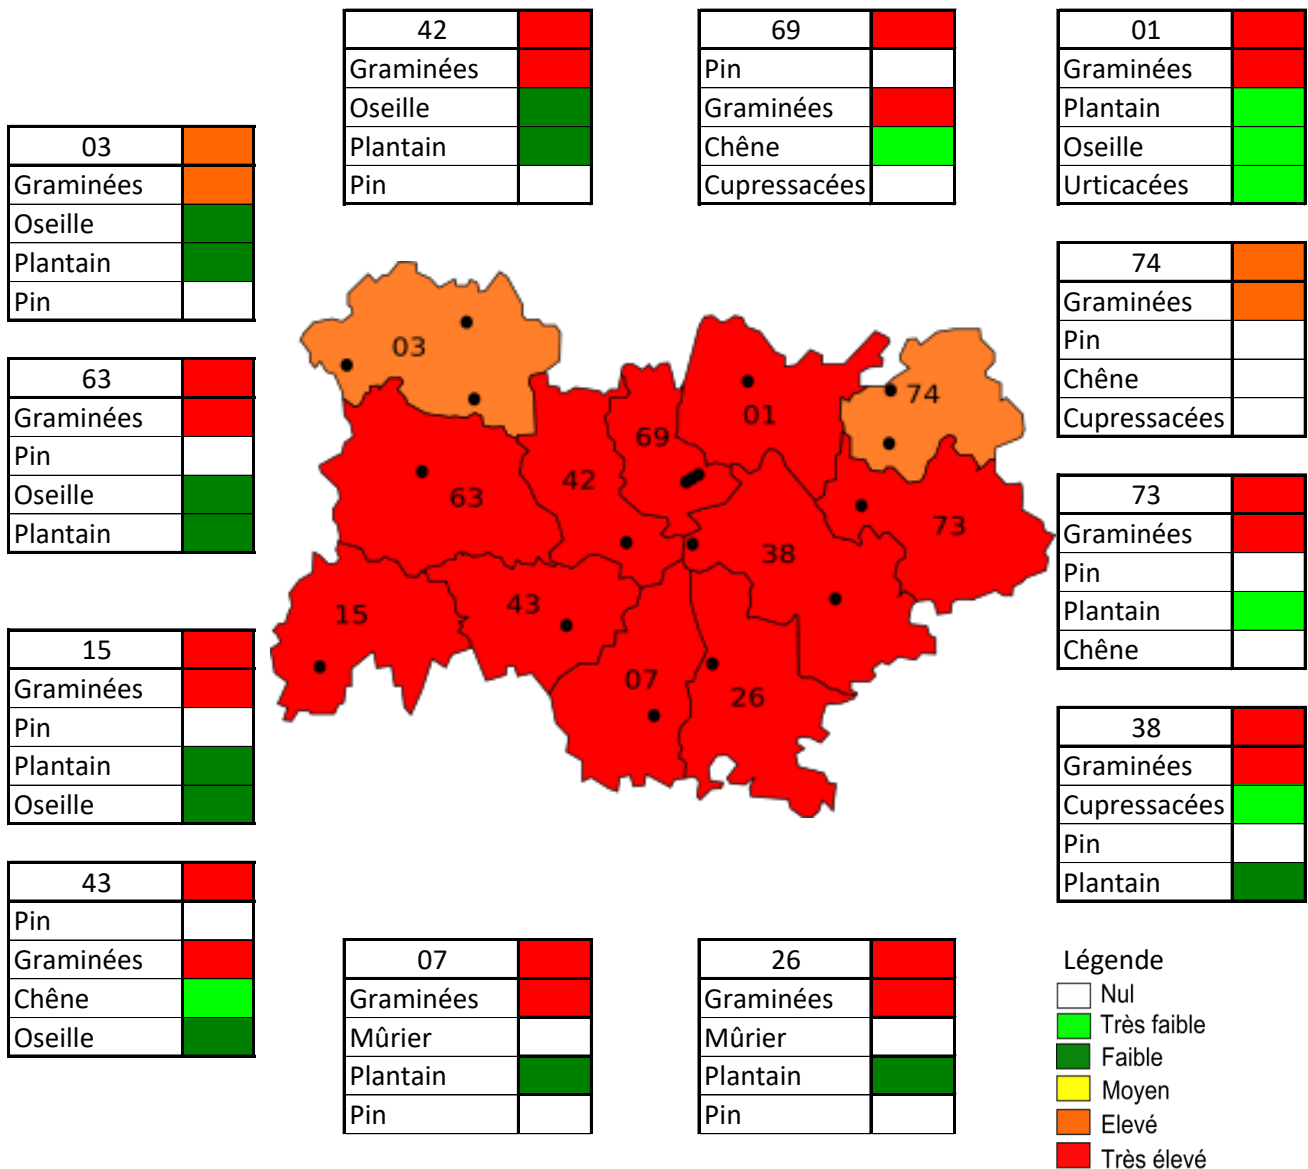 42
Graminées
Oseille
Plantain
Pin
69
Pin
Graminées
Chêne
Cupressacées
01
Graminées
Plantain
Oseille
Urticacées
03
Graminées
Oseille
Plantain
Pin
74
Graminées
Pin
Chêne
Cupressacées
63
Graminées
Pin
Oseille
Plantain
03
74
01
69
42
63
73
38
43
15
07
26
73
Graminées
Pin
Plantain
Chêne
15
Graminées
Pin
Plantain
Oseille
38
Graminées
Cupressacées
Pin
Plantain
43
Pin
Graminées
Chêne
Oseille
07
Graminées
Mûrier
Plantain
Pin
26
Graminées
Mûrier
Plantain
Pin
Légende
Nul
Très faible
Faible
Moyen
Elevé
Très élevé